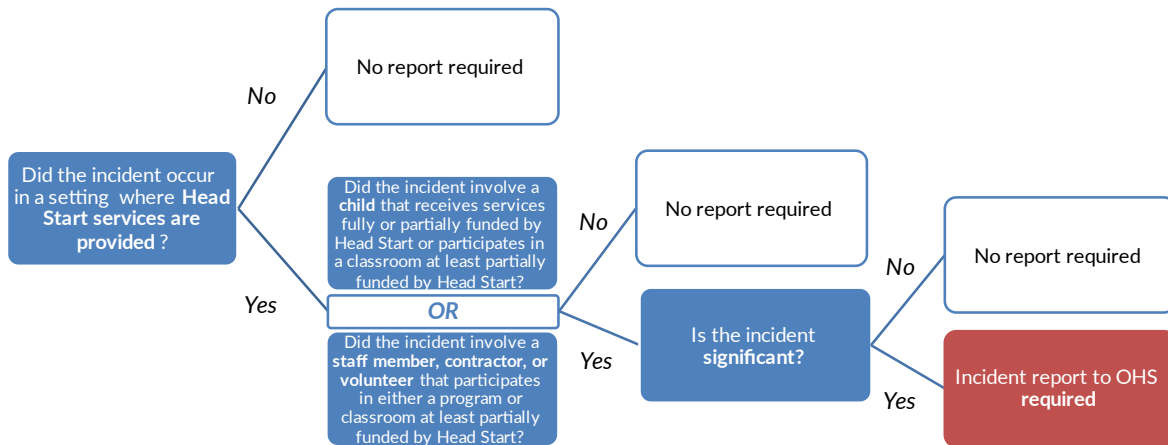 No report required
No
Did the incident occur
in a setting where Head
Start services are
provided ?
Yes
Did the incident involve a
child that receives services
fully or partially funded by
Head Start or participates in
a classroom at least partially
funded by Head Start?
OR
Did the incident involve a
staff member, contractor, or
volunteer that participates
in either a program or
classroom at least partially
funded by Head Start?
No
No report required
Yes
Is the incident
significant?
No
No report required
Yes
Incident report to OHS
required